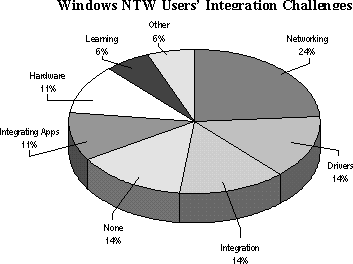 Windows NTW Users' Integration Challenges
Other
6%
Learning
6%
Networking
24%
Hardware
11%
Integrating Apps
11%
Drivers
14%
None
14%
Integration
14%